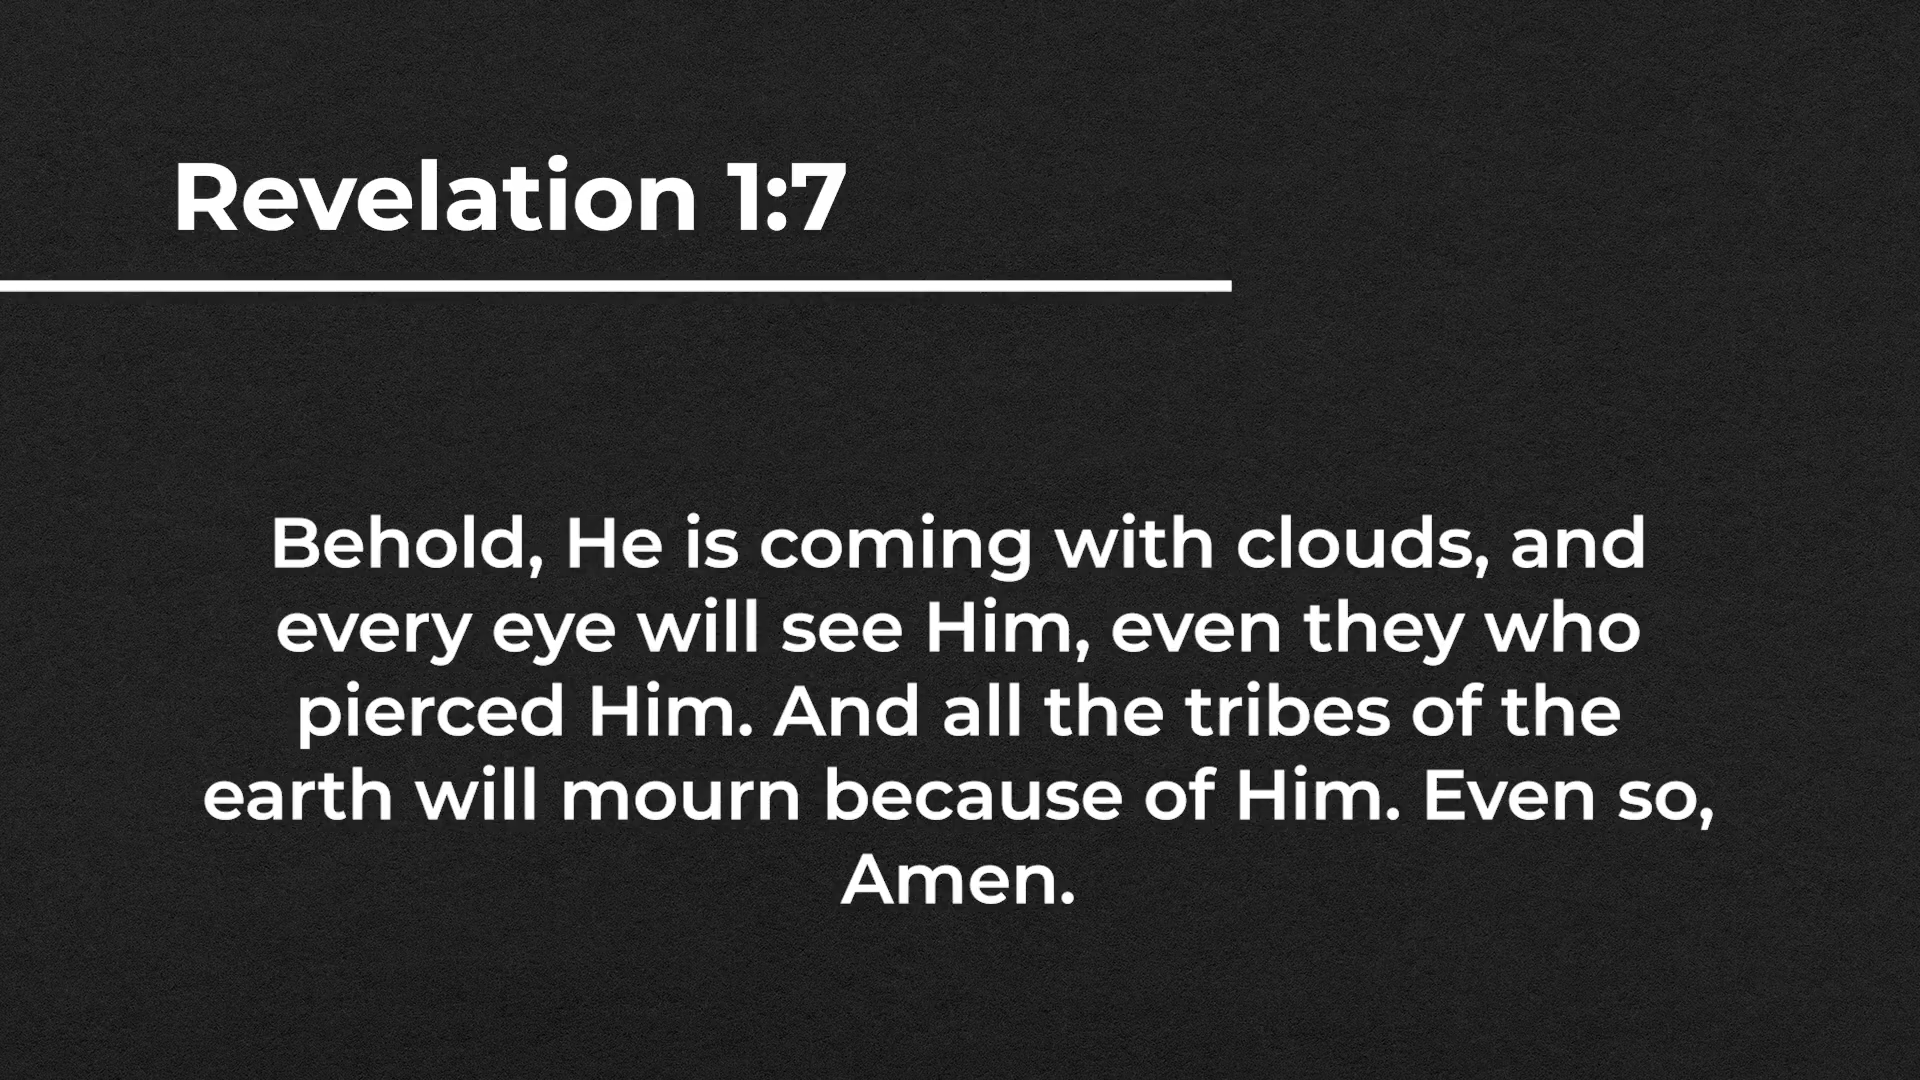 Revelation 1:7
Behold, He is coming with clouds, and
every eye will see Him, even they who
pierced Him. And all the tribes of the
earth will mourn because of Him. Even so,
Amen.